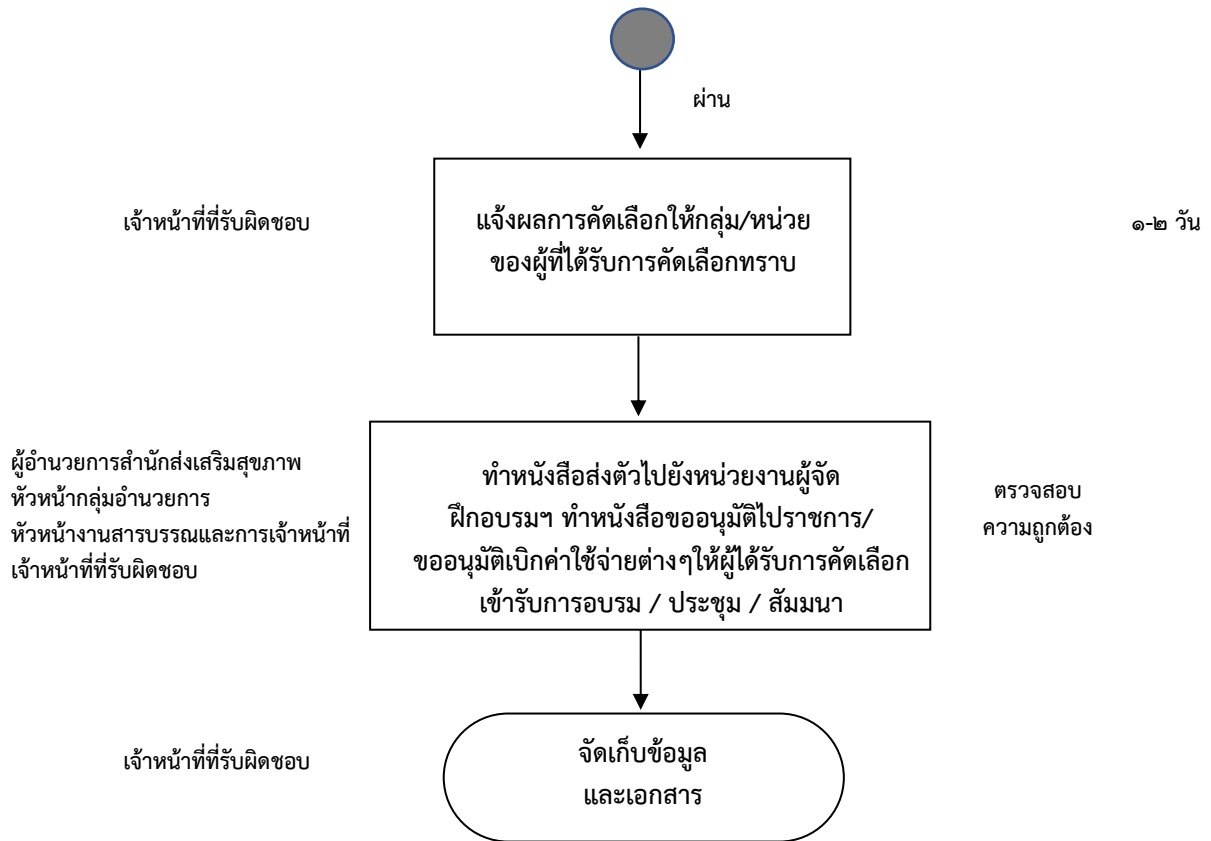 ผ่าน
เจ้าหน้าที่ที่รับผิดชอบ
แจ้งผลการคัดเลือกให้กลุ่ม/หน่วย
ของผู้ที่ได้รับการคัดเลือกทราบ
๑-๒ วัน
ผู้อำนวยการสำนักส่งเสริมสุขภาพ
หัวหน้ากลุ่มอำนวยการ
หัวหน้างานสารบรรณและการเจ้าหน้าที่
เจ้าหน้าที่ที่รับผิดชอบ
ทำหนังสือส่งตัวไปยังหน่วยงานผู้จัด
ฝึกอบรมฯ ทำหนังสือขออนุมัติไปราชการ/
ขออนุมัติเบิกค่าใช้จ่ายต่างๆให้ผู้ได้รับการคัดเลือก
เข้ารับการอบรม / ประชุม / สัมมนา
ตรวจสอบ
ความถูกต้อง
เจ้าหน้าที่ที่รับผิดชอบ
จัดเก็บข้อมูล
และเอกสาร